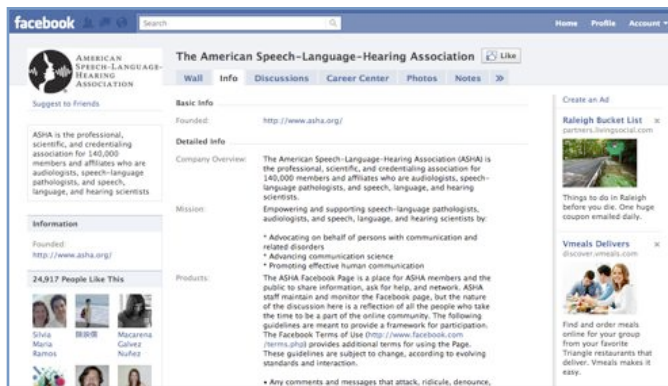 facebook
Search
Home Profile Account
AMERICAN
SPEECH-LANGUAGE-
HEARING
ASSOCIATION
Suggest to Friends
ASHA is the professional,
scientific, and credentialing
association for 140,000
members and affiliates who are
audiologists, speech-language
pathologists, and speech,
language, and hearing scientists
Information
Founded:
http://www.asha.org/
24,917 People Like This
Silvia
Maria
Ramos
Macarena
Galvez
Nuñez
The American Speech-Language-Hearing Association Like
Wall Info Discussions Career Center Photos Notes »
Basic Info
Founded: http://www.asha.org/
Detailed Info
Company Overview: The American Speech-Language-Hearing Association (ASHA) is
the professional, scientific, and credentialing association for
140,000 members and affiliates who are audiologists, speech-
language pathologists, and speech, language, and hearing
scientists.
Mission: Empowering and supporting speech-language pathologists,
audiologists, and speech, language, and hearing scientists by:
* Advocating on behalf of persons with communication and
related disorders
* Advancing communication science
* Promoting effective human communication
Products: The ASHA Facebook Page is a place for ASHA members and the
public to share information, ask for help, and network. ASHA
staff maintain and monitor the Facebook page, but the nature
of the discussion here is a reflection of all the people who take
the time to be a part of the online community. The following
guidelines are meant to provide a framework for participation.
The Facebook Terms of Use (http://www.facebook.com
/terms.php) provides additional terms for using the Page.
These guidelines are subject to change, according to evolving
standards and interaction.
• Any comments and messages that attack, ridicule, denounce,
Create an Ad
Raleigh Bucket List ×
partners.livingsocial.com
Things to do in Raleigh
before you die. One huge
coupon emailed daily.
Vmeals Delivers ×
discover.vmeals.com
Find and order meals
online for your group
from your favorite
Triangle restaurants that
deliver. Vmeals makes it
easy.